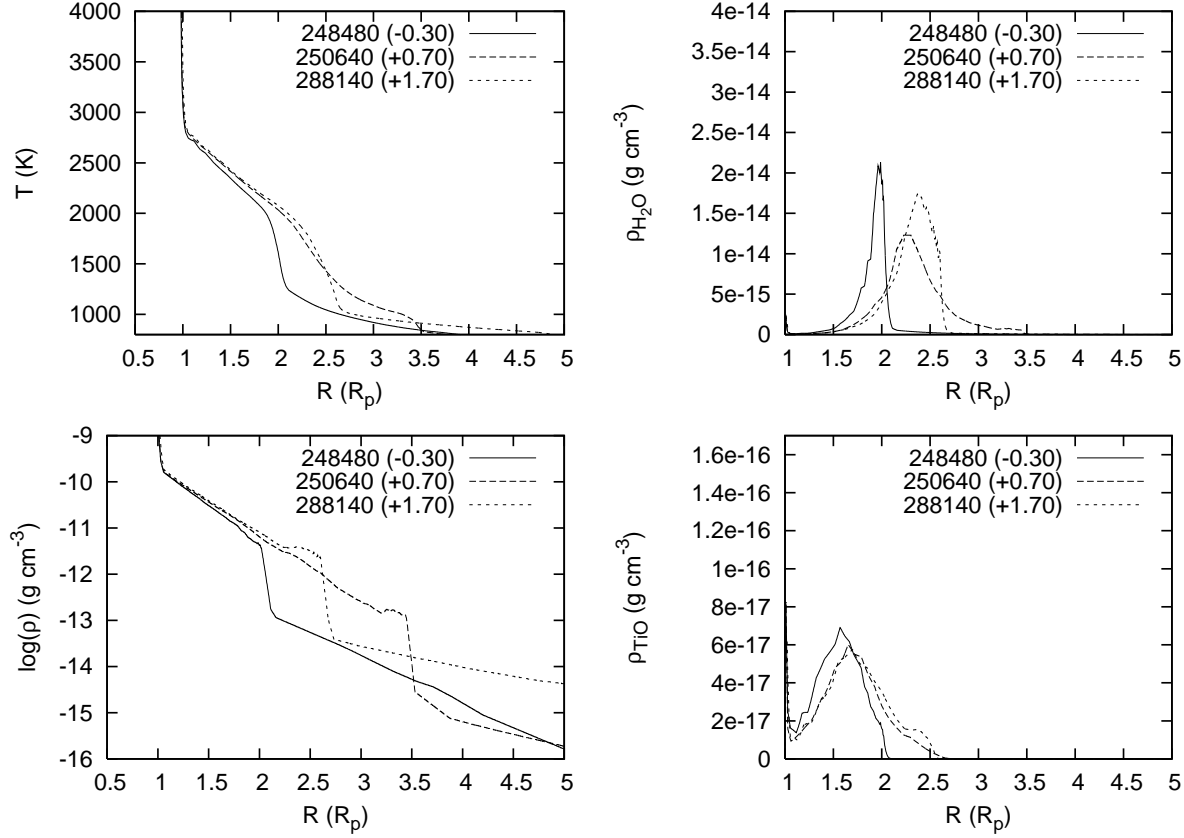 T (K)
4000
3500
3000
2500
2000
1500
1000
248480 (-0.30)
250640 (+0.70)
288140 (+1.70)
0.5 1 1.5 2 2.5 3 3.5 4 4.5 5
R (Rp)
ρH2O (g cm-3)
4e-14
4e-14
3e-14
2e-14
2e-14
2e-14
1e-14
5e-15
0
248480 (-0.30)
250640 (+0.70)
288140 (+1.70)
1 1.5 2 2.5 3 3.5 4 4.5 5
R (Rp)
log(ρ) (g cm-3)
-9
-10
-11
-12
-13
-14
-15
-16
248480 (-0.30)
250640 (+0.70)
288140 (+1.70)
0.5 1 1.5 2 2.5 3 3.5 4 4.5 5
R (Rp)
ρTiO (g cm-3)
1.6e-16
1.4e-16
1.2e-16
1e-16
8e-17
6e-17
4e-17
2e-17
0
248480 (-0.30)
250640 (+0.70)
288140 (+1.70)
1 1.5 2 2.5 3 3.5 4 4.5 5
R (Rp)